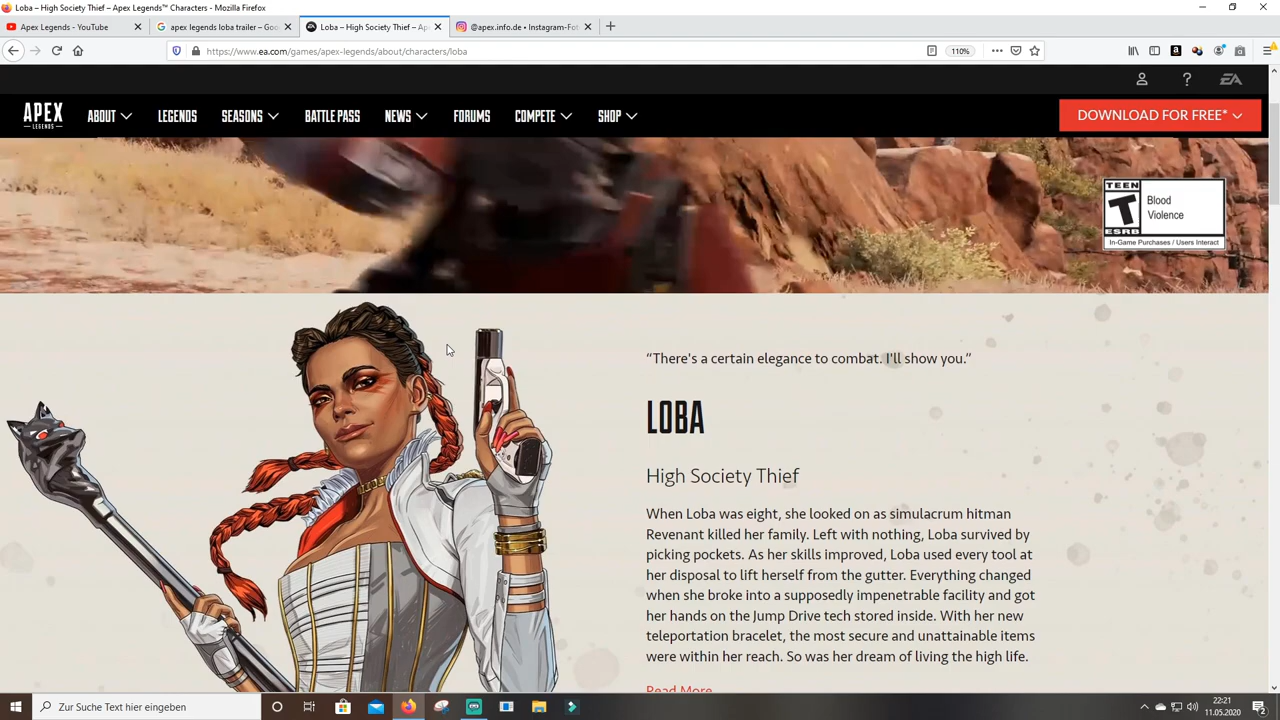 Loba – High Society Thief – Apex Legends™ Characters - Mozilla Firefox
Apex Legends - YouTube
apex legends loba trailer – Goo
Loba – High Society Thief – Ap
@apex.info.de • Instagram-Fot
https://www.ea.com/games/apex-legends/about/characters/loba
110%
EA
APEX
LEGENDS
ABOUT
LEGENDS
SEASONS
BATTLE PASS
NEWS
FORUMS
COMPETE
SHOP
DOWNLOAD FOR FREE*
TEEN
T
ESRB
Blood
Violence
In-Game Purchases / Users Interact
“There's a certain elegance to combat. I'll show you.”
LOBA
High Society Thief
When Loba was eight, she looked on as simulacrum hitman
Revenant killed her family. Left with nothing, Loba survived by
picking pockets. As her skills improved, Loba used every tool at
her disposal to lift herself from the gutter. Everything changed
when she broke into a supposedly impenetrable facility and got
her hands on the Jump Drive tech stored inside. With her new
teleportation bracelet, the most secure and unattainable items
were within her reach. So was her dream of living the high life.
Read More
Zur Suche Text hier eingeben
22:21
11.05.2020
2